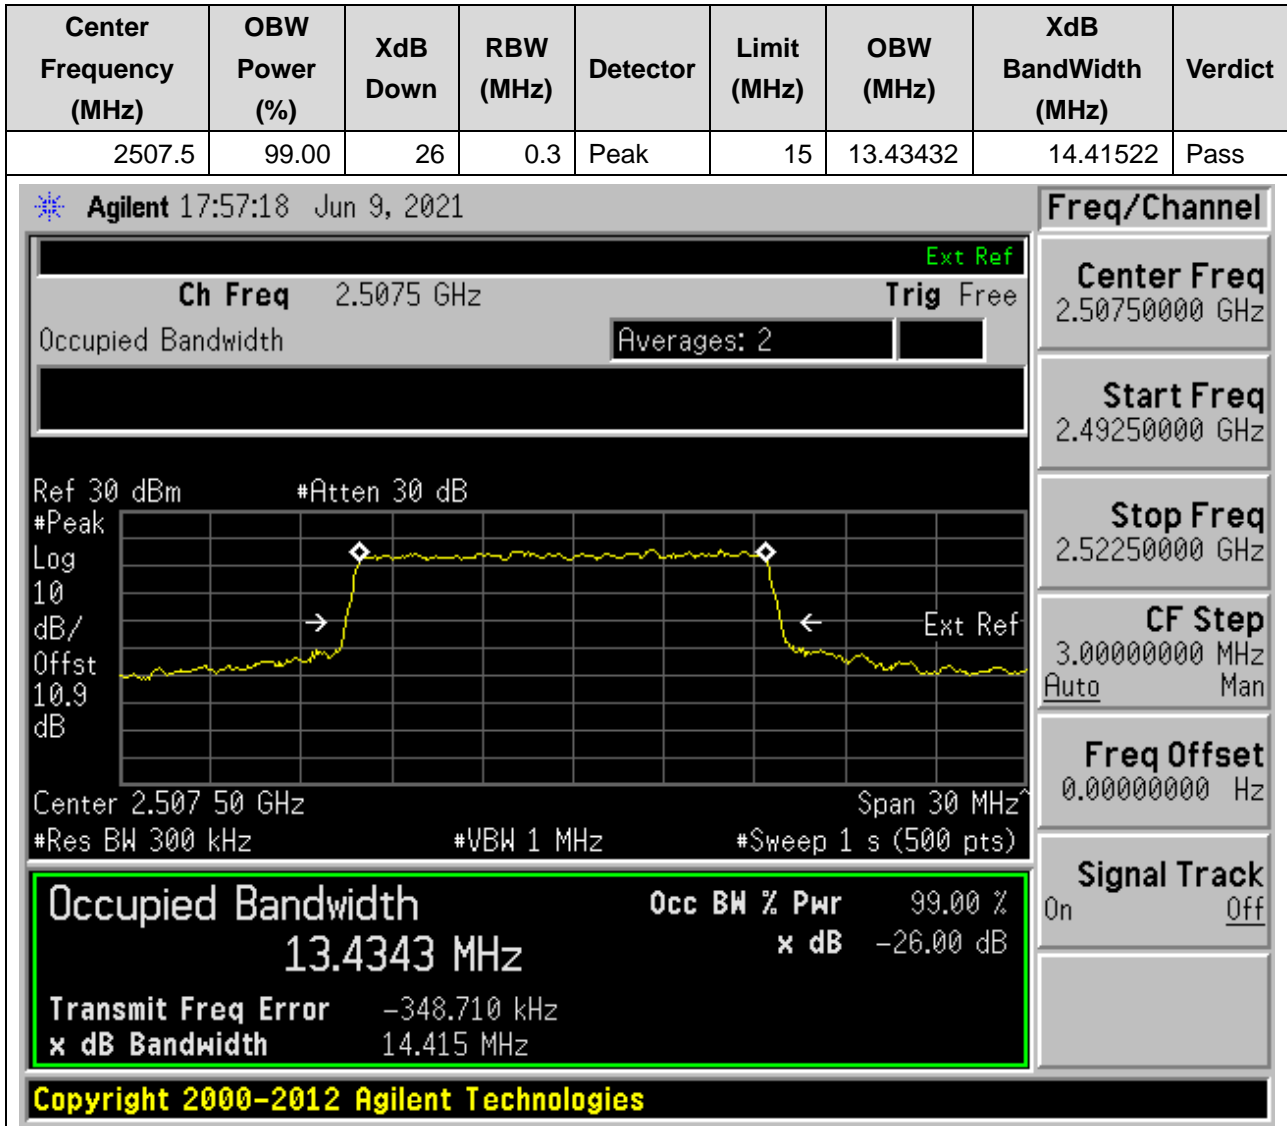 Center Frequency (MHz) OBW Power (%) XdB Down RBW (MHz) Detector Limit (MHz) OBW (MHz) XdB BandWidth (MHz) Verdict
2507.5 99.00 26 0.3 Peak 15 13.43432 14.41522 Pass
Agilent 17:57:18 Jun 9, 2021
Freq/Channel
Ext Ref
Ch Freq 2.5075 GHz Trig Free
Occupied Bandwidth Averages: 2
Center Freq
2.50750000 GHz
Start Freq
2.49250000 GHz
Stop Freq
2.52250000 GHz
CF Step
3.00000000 MHz
Auto Man
Freq Offset
0.00000000 Hz
Signal Track
On Off
Ref 30 dBm #Atten 30 dB
#Peak
Log
10
dB/
Offst
10.9
dB
Ext Ref
Center 2.507 50 GHz Span 30 MHz^
#Res BW 300 kHz #VBW 1 MHz #Sweep 1 s (500 pts)
Occupied Bandwidth Occ BW % Pwr 99.00 %
13.4343 MHz x dB -26.00 dB
Transmit Freq Error -348.710 kHz
x dB Bandwidth 14.415 MHz
Copyright 2000-2012 Agilent Technologies